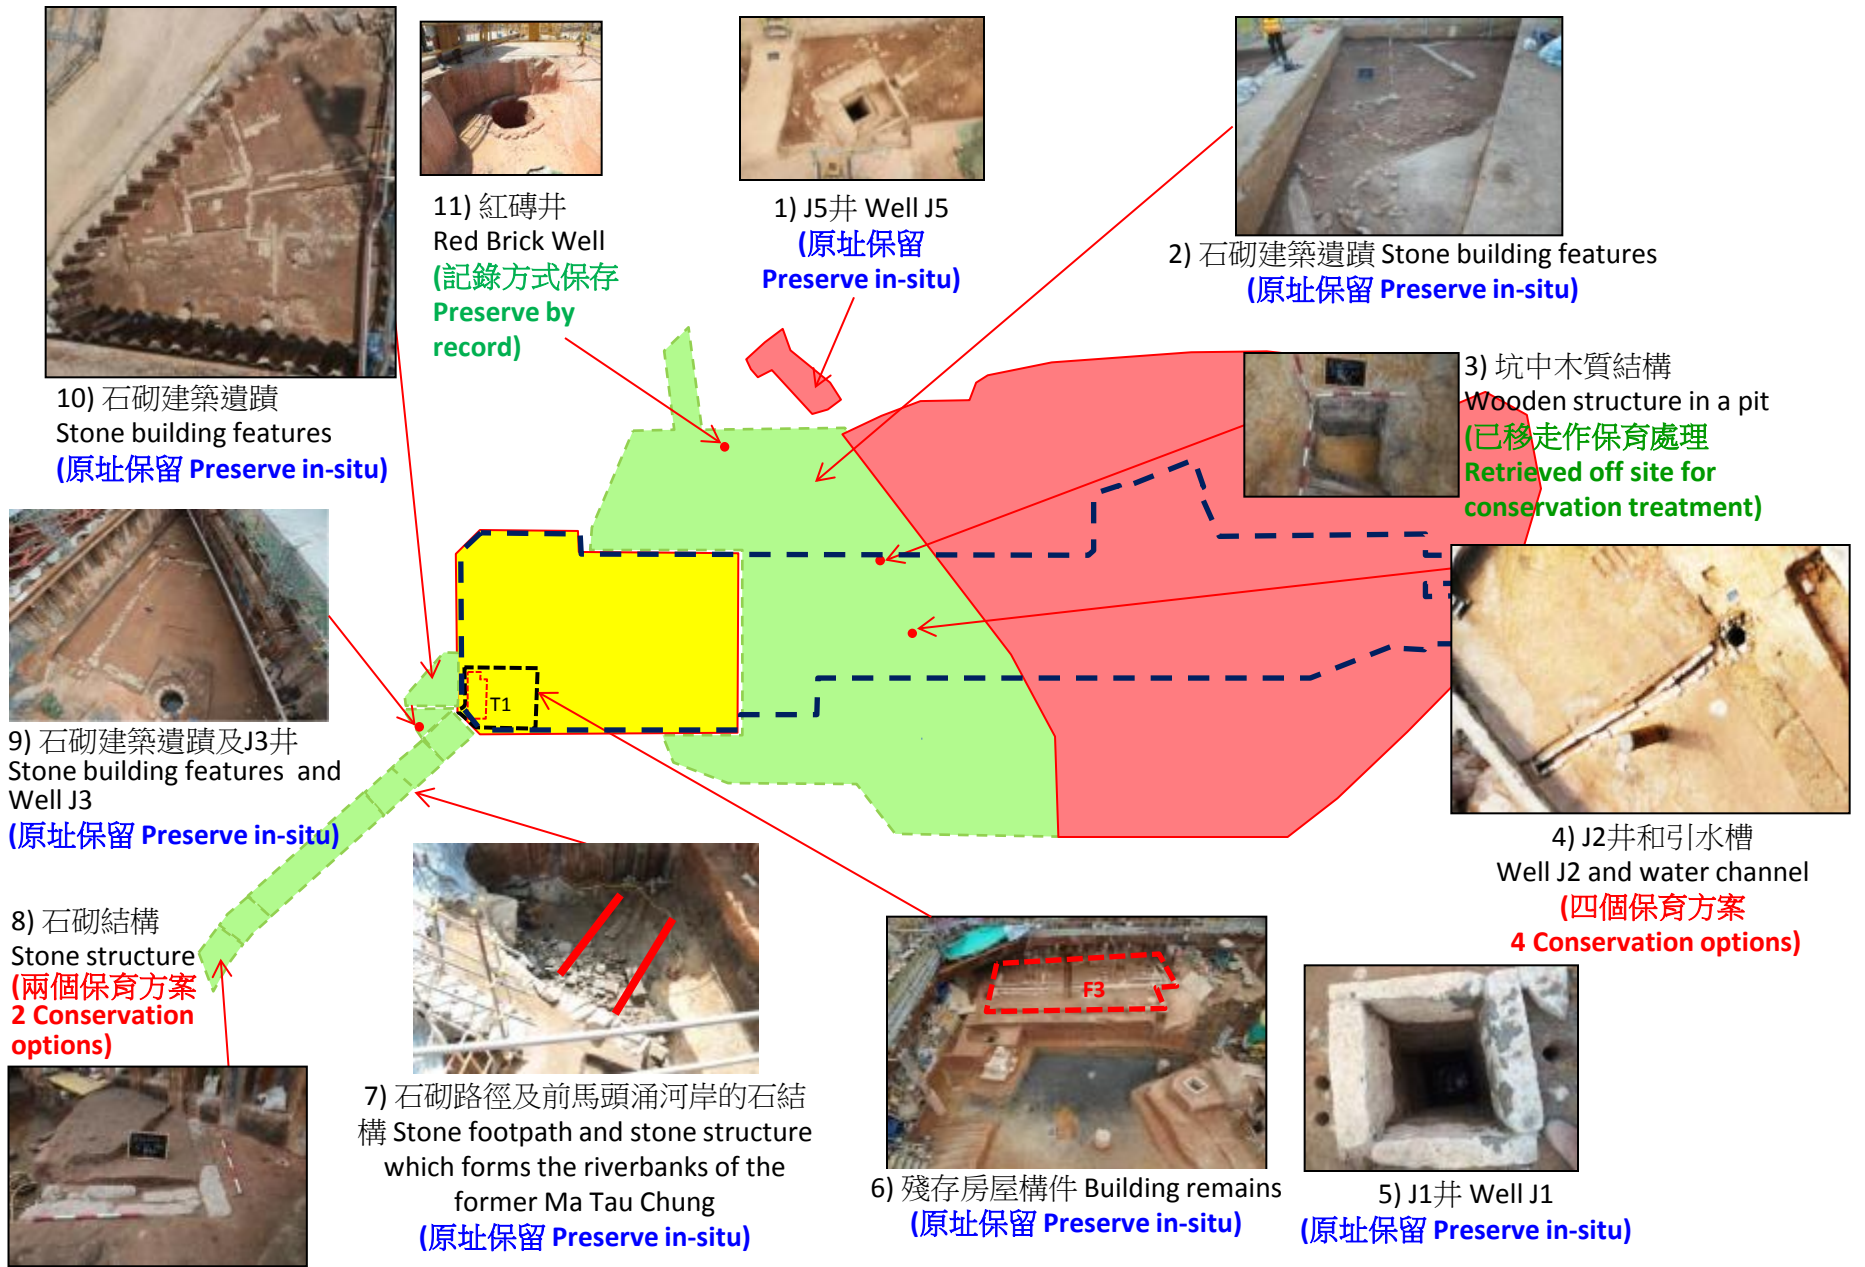 11) 紅磚井
Red Brick Well
(記錄方式保存
Preserve by
record)
1) J5井 Well J5
(原址保留
Preserve in-situ)
2) 石砌建築遺蹟 Stone building features
(原址保留 Preserve in-situ)
10) 石砌建築遺蹟
Stone building features
(原址保留 Preserve in-situ)
3) 坑中木質結構
Wooden structure in a pit
(已移走作保育處理
Retrieved off site for
conservation treatment)
T1
9) 石砌建築遺蹟及J3井
Stone building features and
Well J3
(原址保留 Preserve in-situ)
4) J2井和引水槽
Well J2 and water channel
(四個保育方案
4 Conservation options)
8) 石砌結構
Stone structure
(兩個保育方案
2 Conservation
options)
F3
7) 石砌路徑及前馬頭涌河岸的石結
構 Stone footpath and stone structure
which forms the riverbanks of the
former Ma Tau Chung
(原址保留 Preserve in-situ)
6) 殘存房屋構件 Building remains
(原址保留 Preserve in-situ)
5) J1井 Well J1
(原址保留 Preserve in-situ)